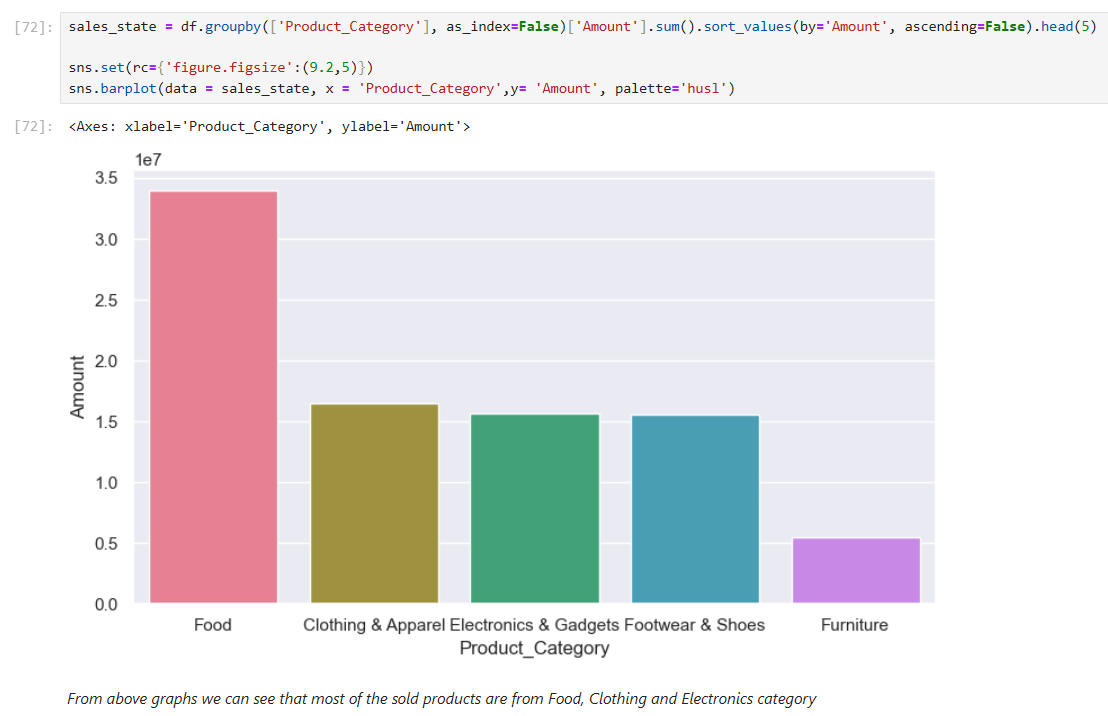 [72]: sales_state = df.groupby(['Product_Category'], as_index=False)['Amount'].sum().sort_values(by='Amount', ascending=False).head(5)
sns.set(rc={'figure.figsize':(9.2,5)})
sns.barplot(data = sales_state, x = 'Product_Category',y= 'Amount', palette='husl')
[72]: <Axes: xlabel='Product_Category', ylabel='Amount'>
1e7
3.5
3.0
2.5
2.0
1.5
1.0
0.5
0.0
Amount
Food Clothing & Apparel Electronics & Gadgets Footwear & Shoes Furniture
Product_Category
From above graphs we can see that most of the sold products are from Food, Clothing and Electronics category